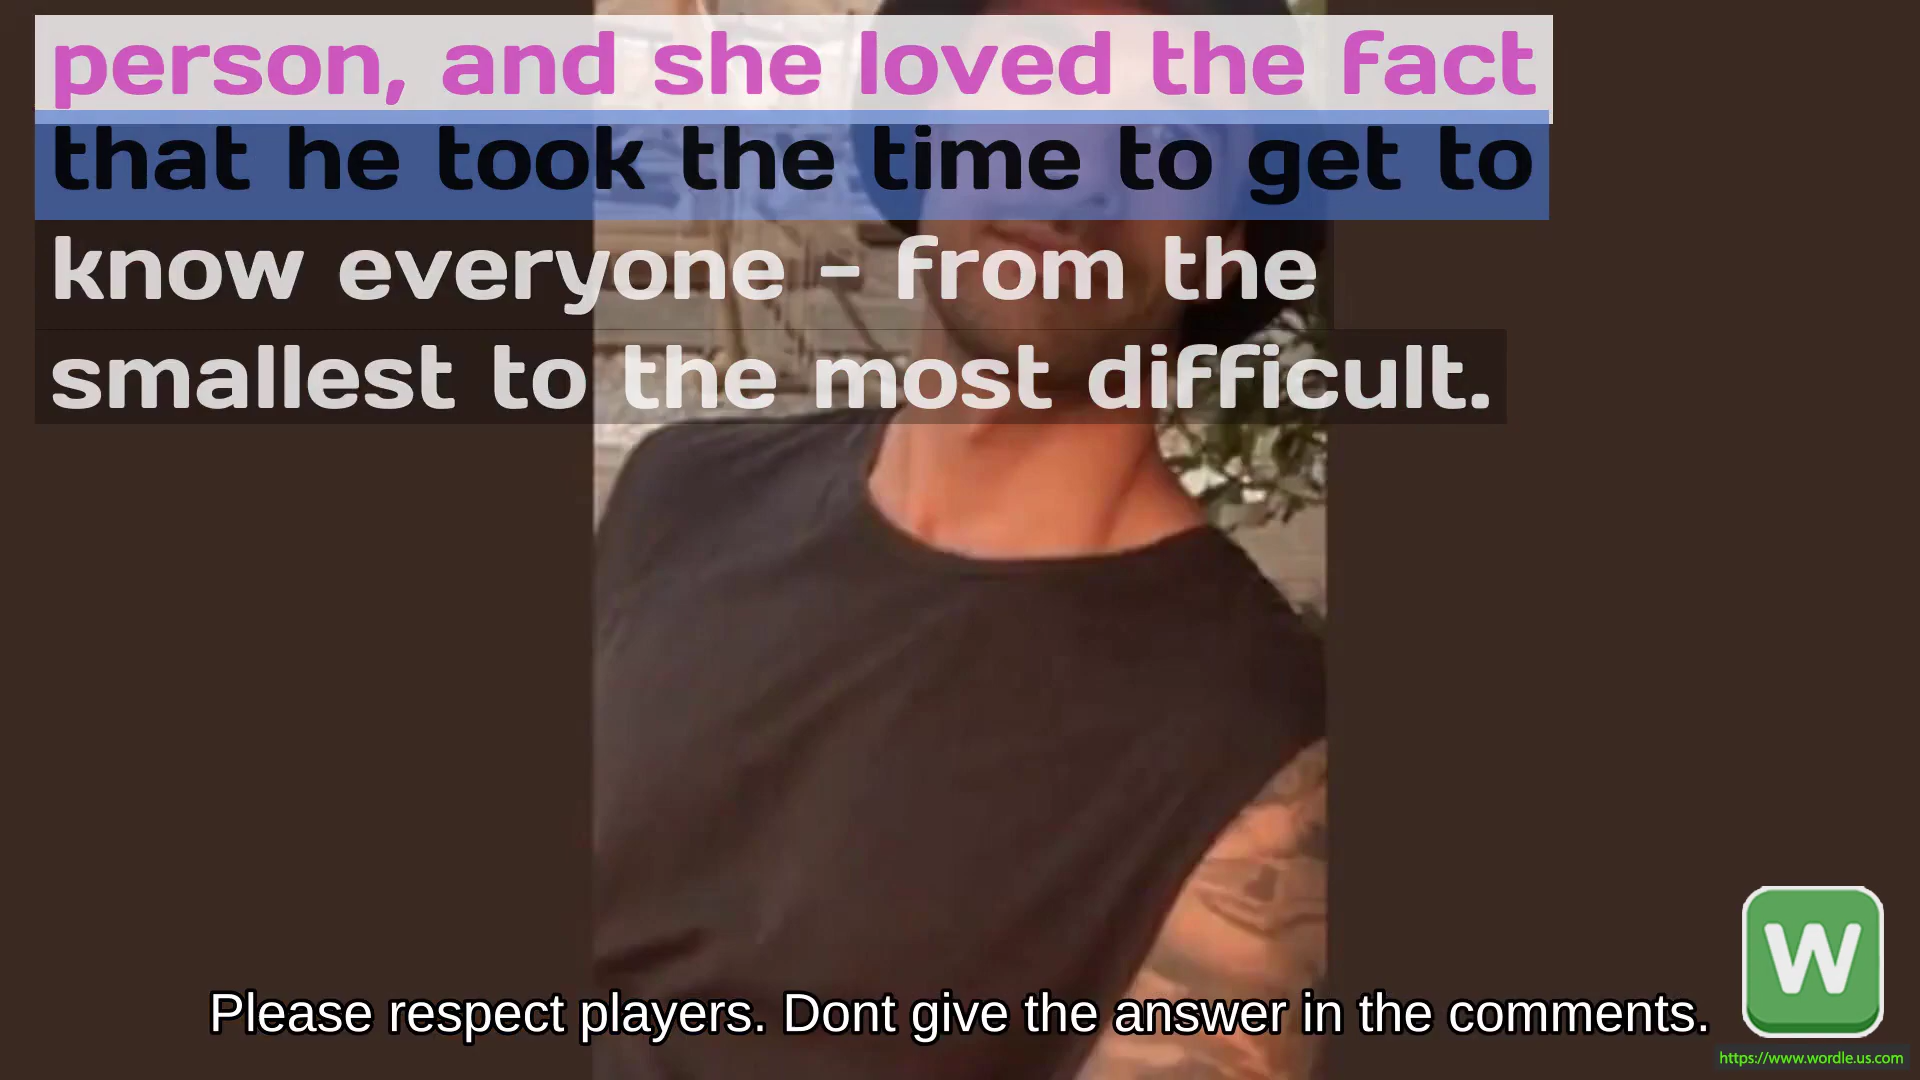 person, and she loved the fact
that he took the time to get to
know everyone - from the
smallest to the most difficult.
Please respect players. Dont give the answer in the comments.
W
https://www.wordle.us.com